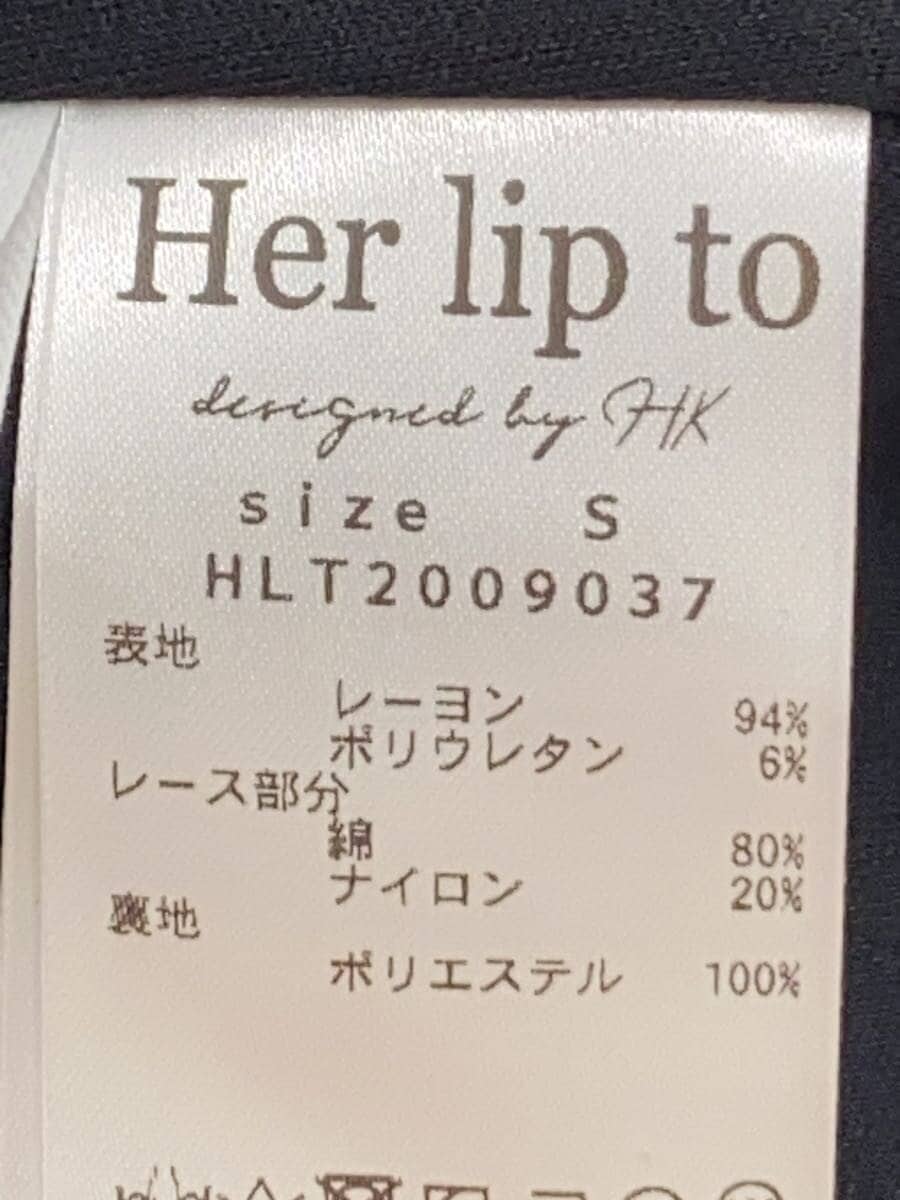 Her lip to
designed by HK
size S
HLT2009037
表地
レーヨン 94%
ポリウレタン 6%
レース部分
綿 80%
ナイロン 20%
裏地
ポリエステル 100%